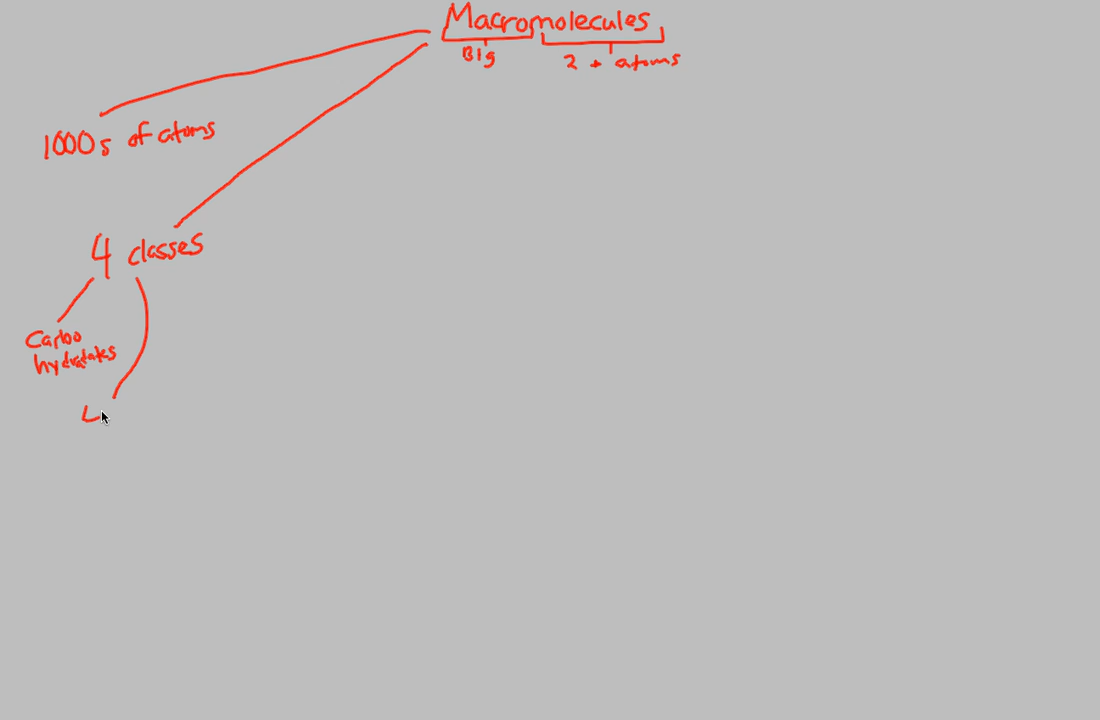 Macromolecules
Big
2 + atoms
1000s of atoms
4 classes
Carbo
hydrates
L